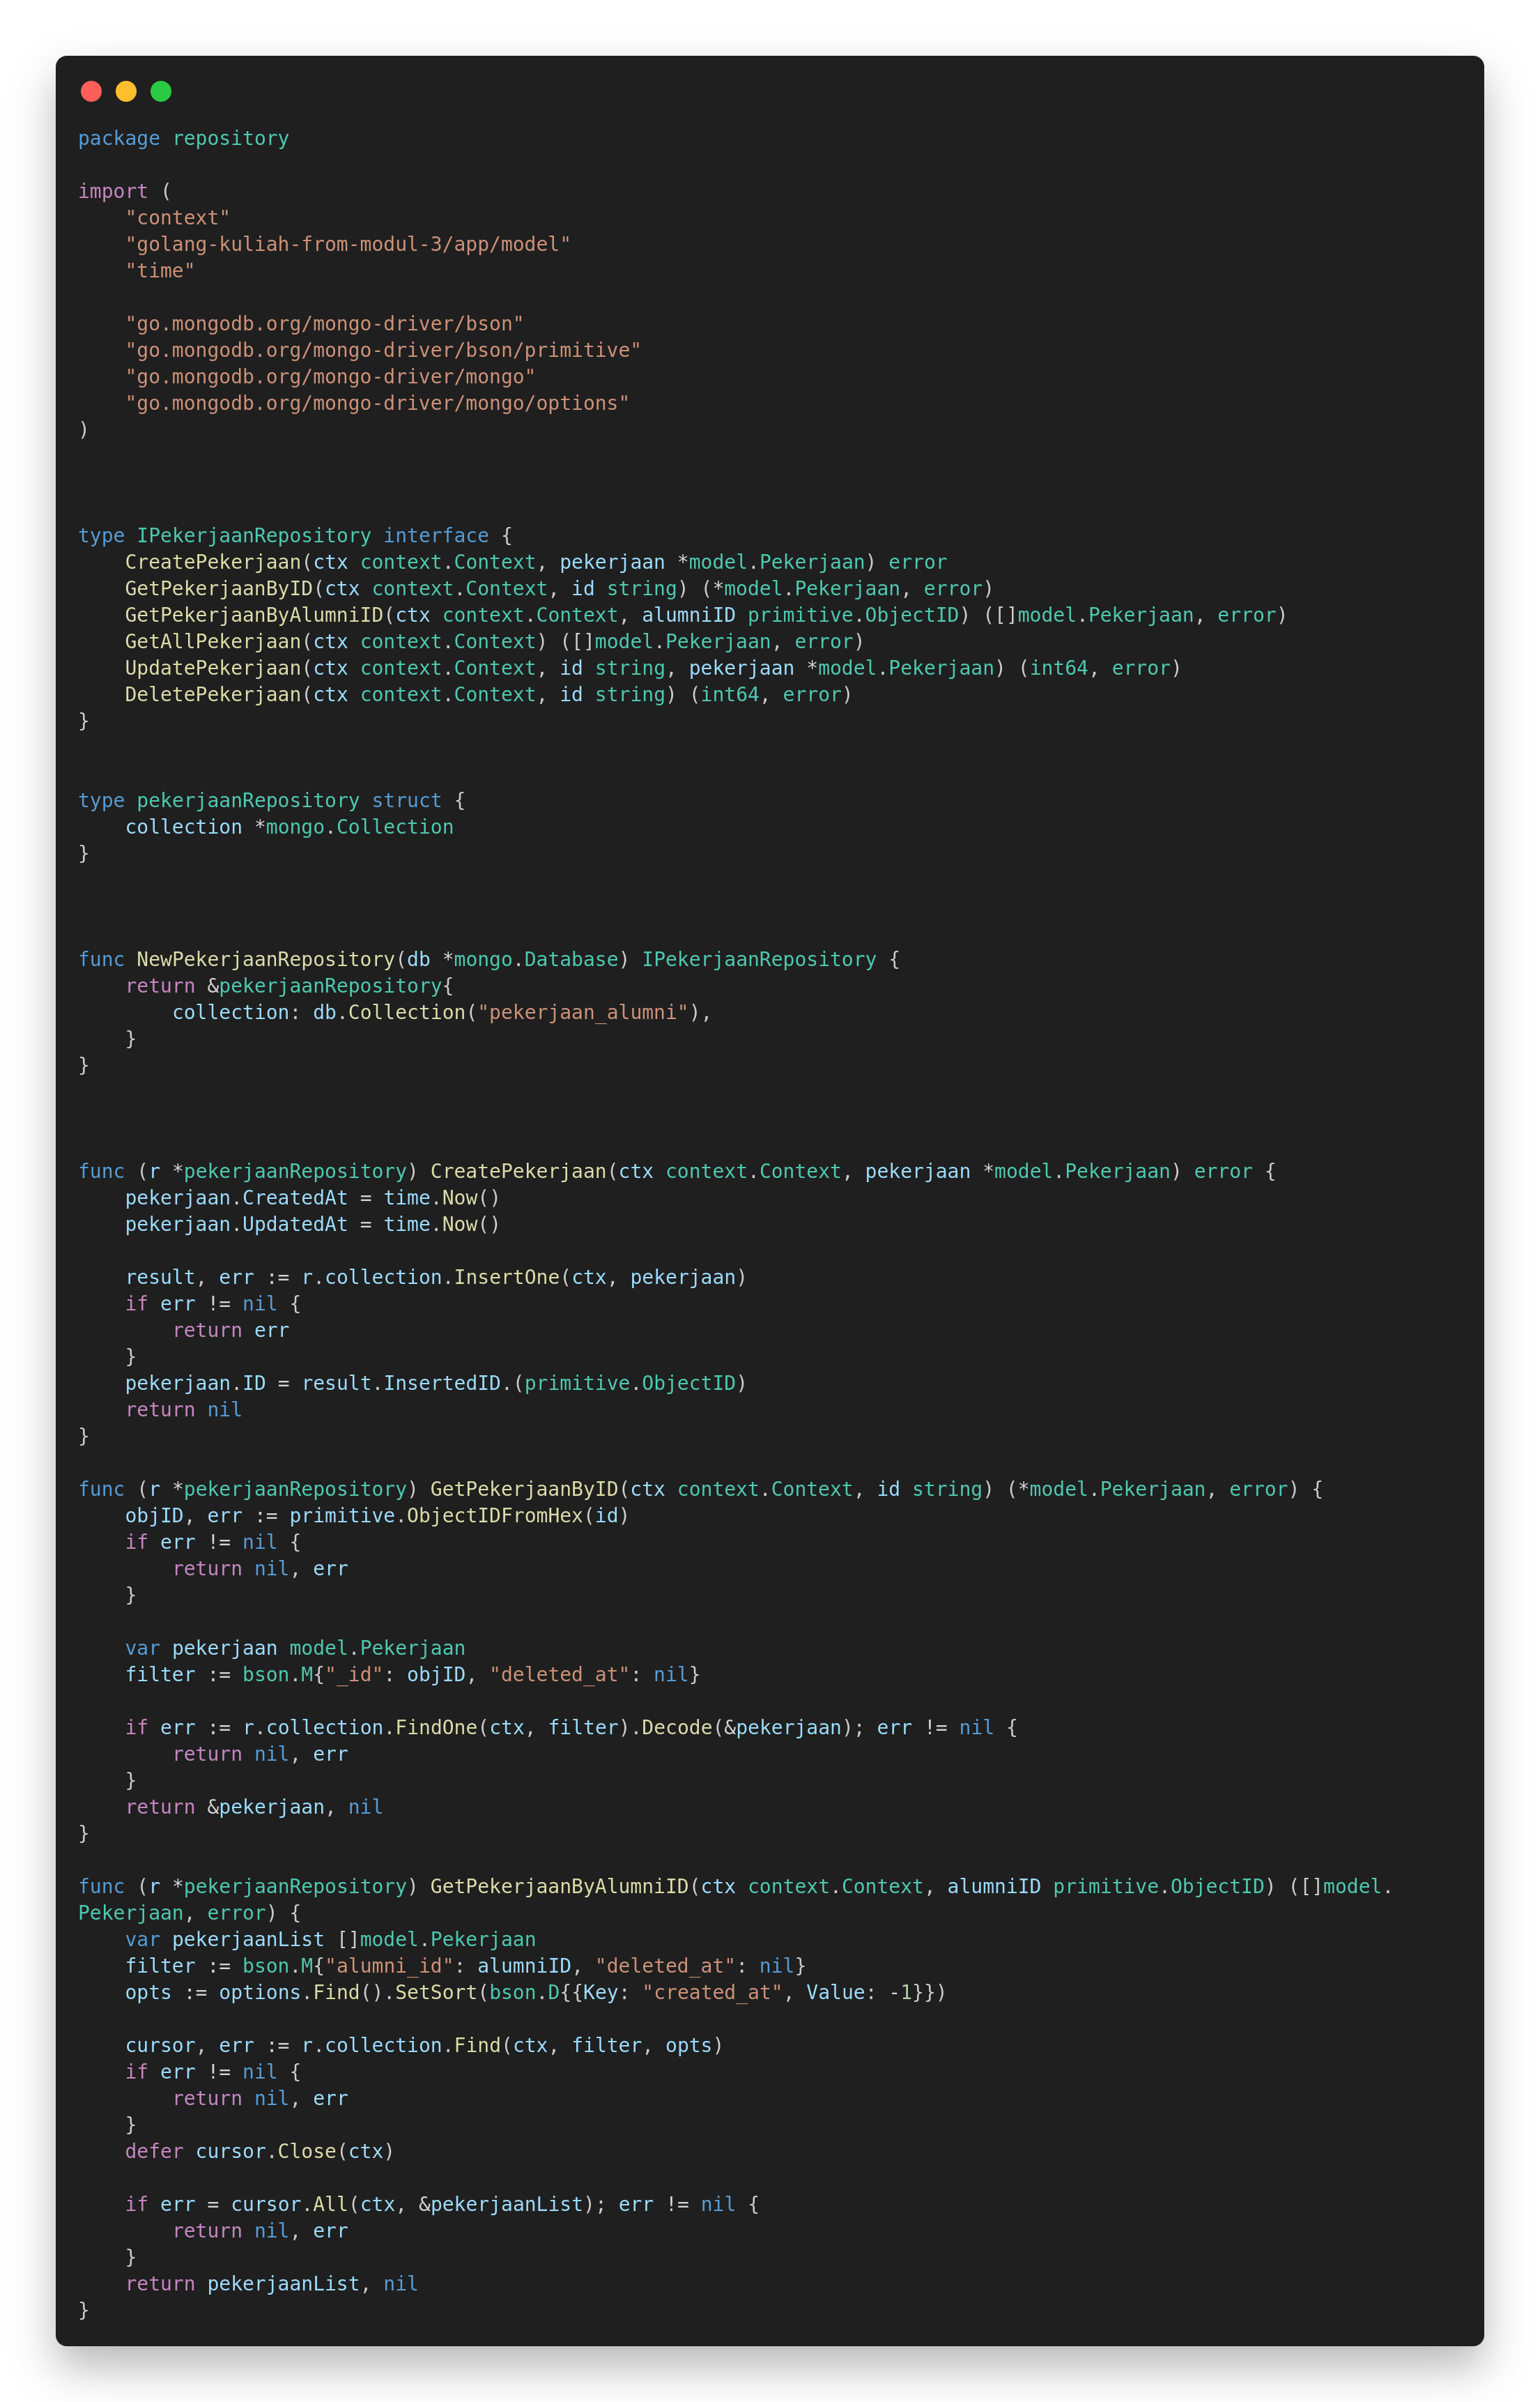 package repository

import (
    "context"
    "golang-kuliah-from-modul-3/app/model"
    "time"

    "go.mongodb.org/mongo-driver/bson"
    "go.mongodb.org/mongo-driver/bson/primitive"
    "go.mongodb.org/mongo-driver/mongo"
    "go.mongodb.org/mongo-driver/mongo/options"
)

type IPekerjaanRepository interface {
    CreatePekerjaan(ctx context.Context, pekerjaan *model.Pekerjaan) error
    GetPekerjaanByID(ctx context.Context, id string) (*model.Pekerjaan, error)
    GetPekerjaanByAlumniID(ctx context.Context, alumniID primitive.ObjectID) ([]model.Pekerjaan, error)
    GetAllPekerjaan(ctx context.Context) ([]model.Pekerjaan, error)
    UpdatePekerjaan(ctx context.Context, id string, pekerjaan *model.Pekerjaan) (int64, error)
    DeletePekerjaan(ctx context.Context, id string) (int64, error)
}

type pekerjaanRepository struct {
    collection *mongo.Collection
}

func NewPekerjaanRepository(db *mongo.Database) IPekerjaanRepository {
    return &pekerjaanRepository{
        collection: db.Collection("pekerjaan_alumni"),
    }
}

func (r *pekerjaanRepository) CreatePekerjaan(ctx context.Context, pekerjaan *model.Pekerjaan) error {
    pekerjaan.CreatedAt = time.Now()
    pekerjaan.UpdatedAt = time.Now()

    result, err := r.collection.InsertOne(ctx, pekerjaan)
    if err != nil {
        return err
    }
    pekerjaan.ID = result.InsertedID.(primitive.ObjectID)
    return nil
}

func (r *pekerjaanRepository) GetPekerjaanByID(ctx context.Context, id string) (*model.Pekerjaan, error) {
    objID, err := primitive.ObjectIDFromHex(id)
    if err != nil {
        return nil, err
    }

    var pekerjaan model.Pekerjaan
    filter := bson.M{"_id": objID, "deleted_at": nil}

    if err := r.collection.FindOne(ctx, filter).Decode(&pekerjaan); err != nil {
        return nil, err
    }
    return &pekerjaan, nil
}

func (r *pekerjaanRepository) GetPekerjaanByAlumniID(ctx context.Context, alumniID primitive.ObjectID) ([]model.
Pekerjaan, error) {
    var pekerjaanList []model.Pekerjaan
    filter := bson.M{"alumni_id": alumniID, "deleted_at": nil}
    opts := options.Find().SetSort(bson.D{{Key: "created_at", Value: -1}})

    cursor, err := r.collection.Find(ctx, filter, opts)
    if err != nil {
        return nil, err
    }
    defer cursor.Close(ctx)

    if err = cursor.All(ctx, &pekerjaanList); err != nil {
        return nil, err
    }
    return pekerjaanList, nil
}